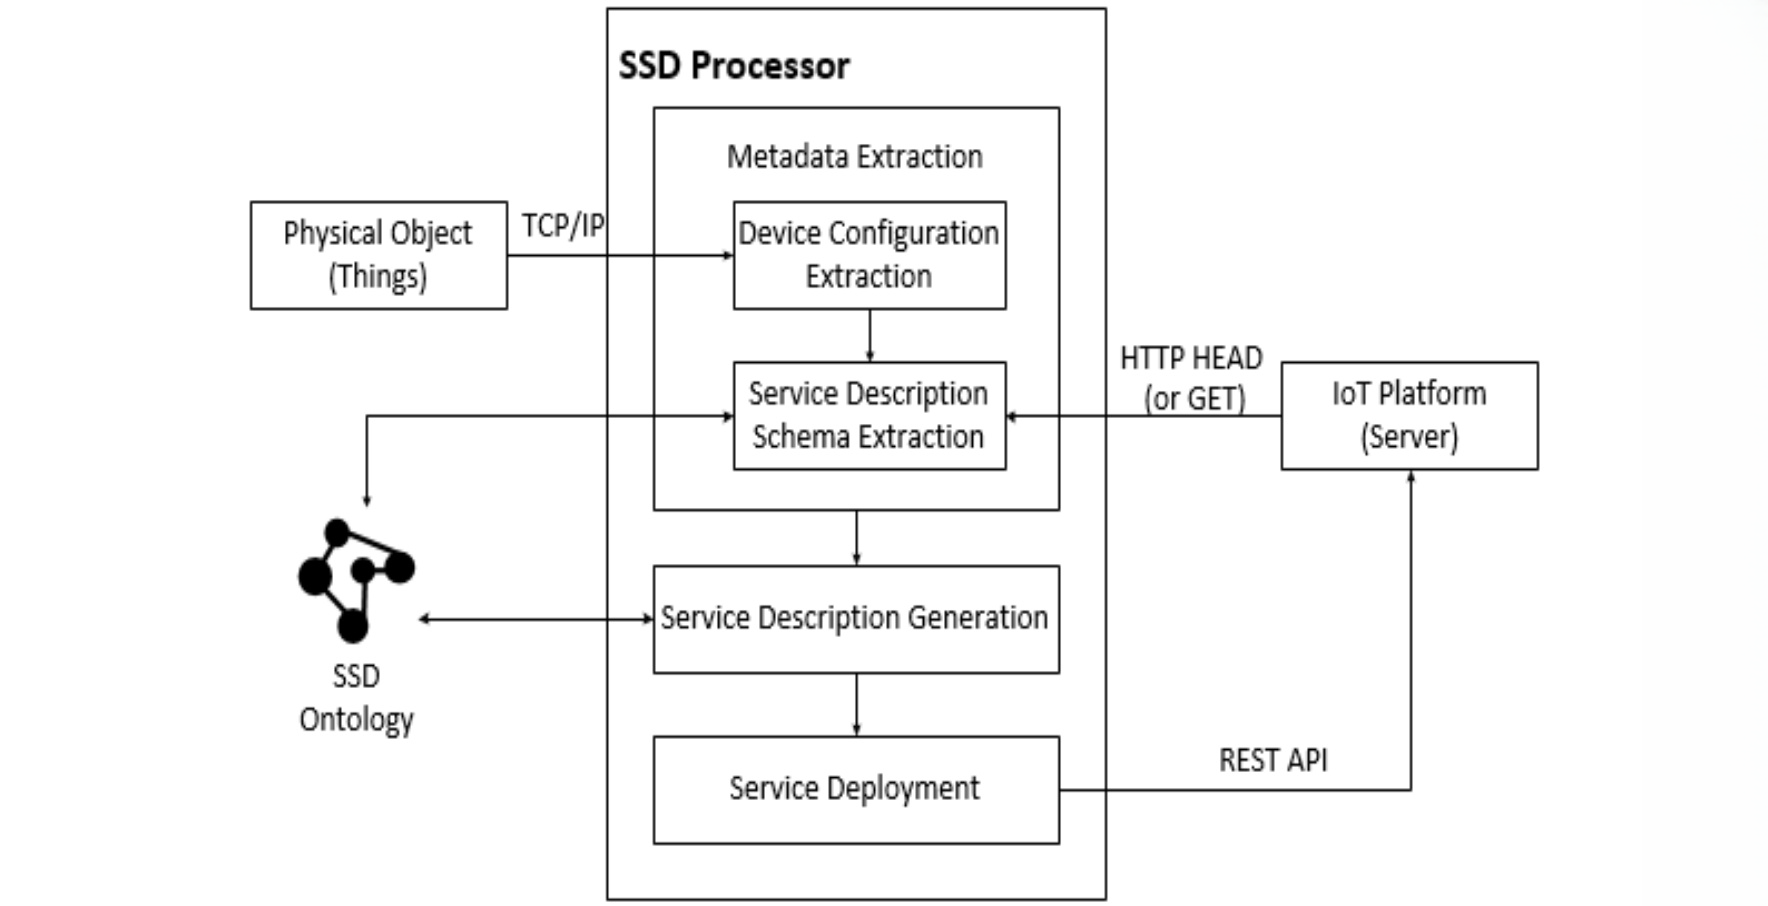 SSD Processor
Metadata Extraction
Physical Object
(Things)
TCP/IP
Device Configuration
Extraction
HTTP HEAD
(or GET)
Service Description
Schema Extraction
IoT Platform
(Server)
Service Description Generation
SSD
Ontology
Service Deployment
REST API